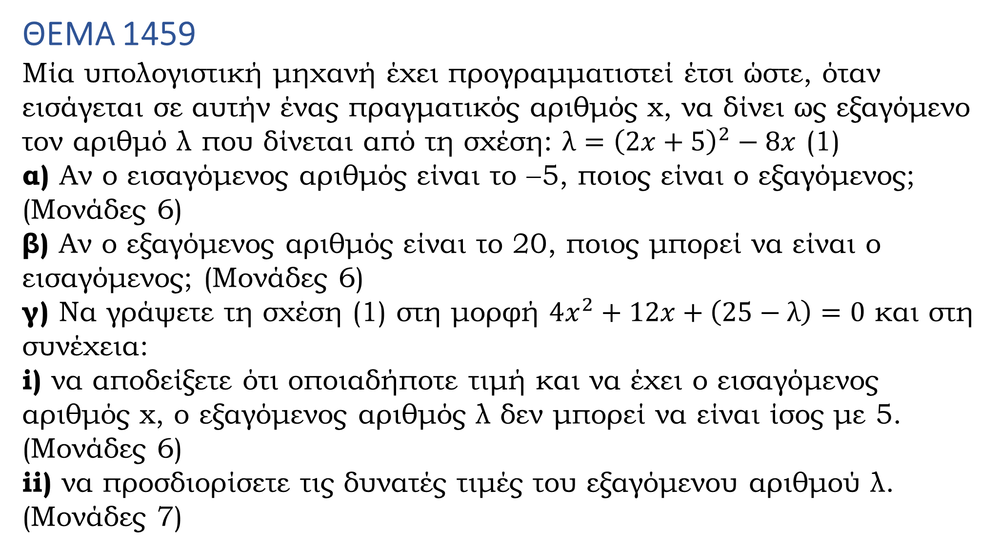 ΘΕΜΑ 1459
Μία υπολογιστική μηχανή έχει προγραμματιστεί έτσι ώστε, όταν
εισάγεται σε αυτήν ένας πραγματικός αριθμός x, να δίνει ως εξαγόμενο
τον αριθμό λ που δίνεται από τη σχέση: λ = (2x + 5)² − 8x (1)
α) Αν ο εισαγόμενος αριθμός είναι το –5, ποιος είναι ο εξαγόμενος;
(Μονάδες 6)
β) Αν ο εξαγόμενος αριθμός είναι το 20, ποιος μπορεί να είναι ο
εισαγόμενος; (Μονάδες 6)
γ) Να γράψετε τη σχέση (1) στη μορφή 4x² + 12x + (25 − λ) = 0 και στη
συνέχεια:
i) να αποδείξετε ότι οποιαδήποτε τιμή και να έχει ο εισαγόμενος
αριθμός x, ο εξαγόμενος αριθμός λ δεν μπορεί να είναι ίσος με 5.
(Μονάδες 6)
ii) να προσδιορίσετε τις δυνατές τιμές του εξαγόμενου αριθμού λ.
(Μονάδες 7)